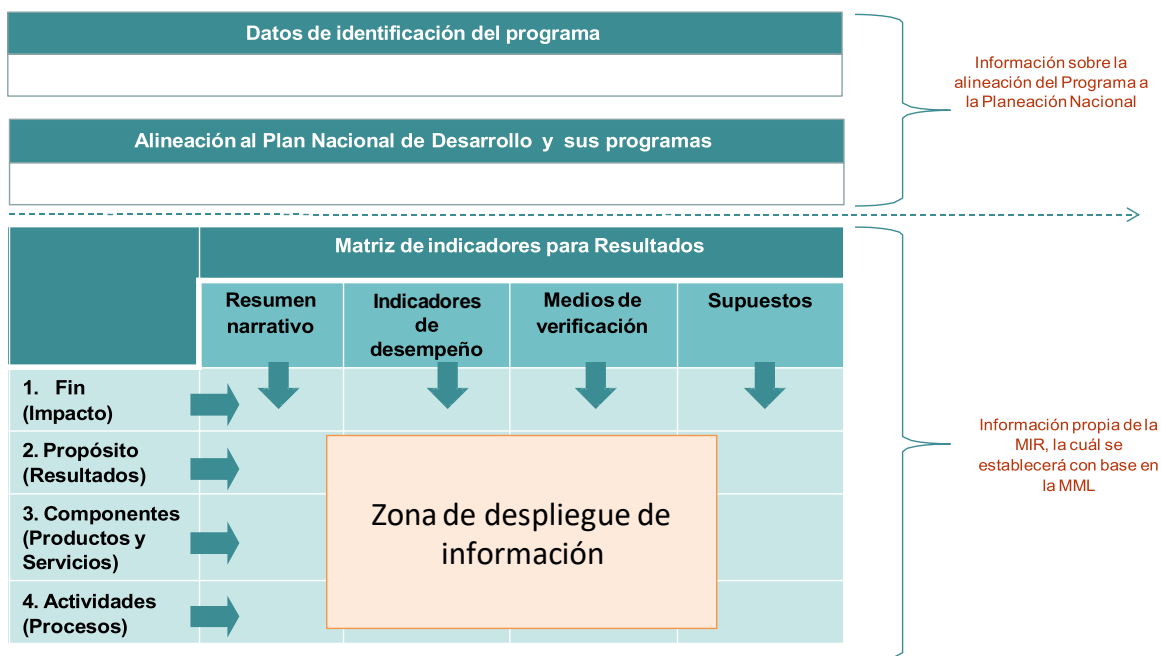 Datos de identificación del programa
Información sobre la
alineación del Programa a
la Planeación Nacional
Alineación al Plan Nacional de Desarrollo y sus programas
Matriz de indicadores para Resultados
Resumen
narrativo
Indicadores
de
desempeño
Medios de
verificación
Supuestos
1. Fin
(Impacto)
2. Propósito
(Resultados)
3. Componentes
(Productos y
Servicios)
4. Actividades
(Procesos)
Zona de despliegue de
información
Información propia de la
MIR, la cuál se
establecerá con base en
la MML